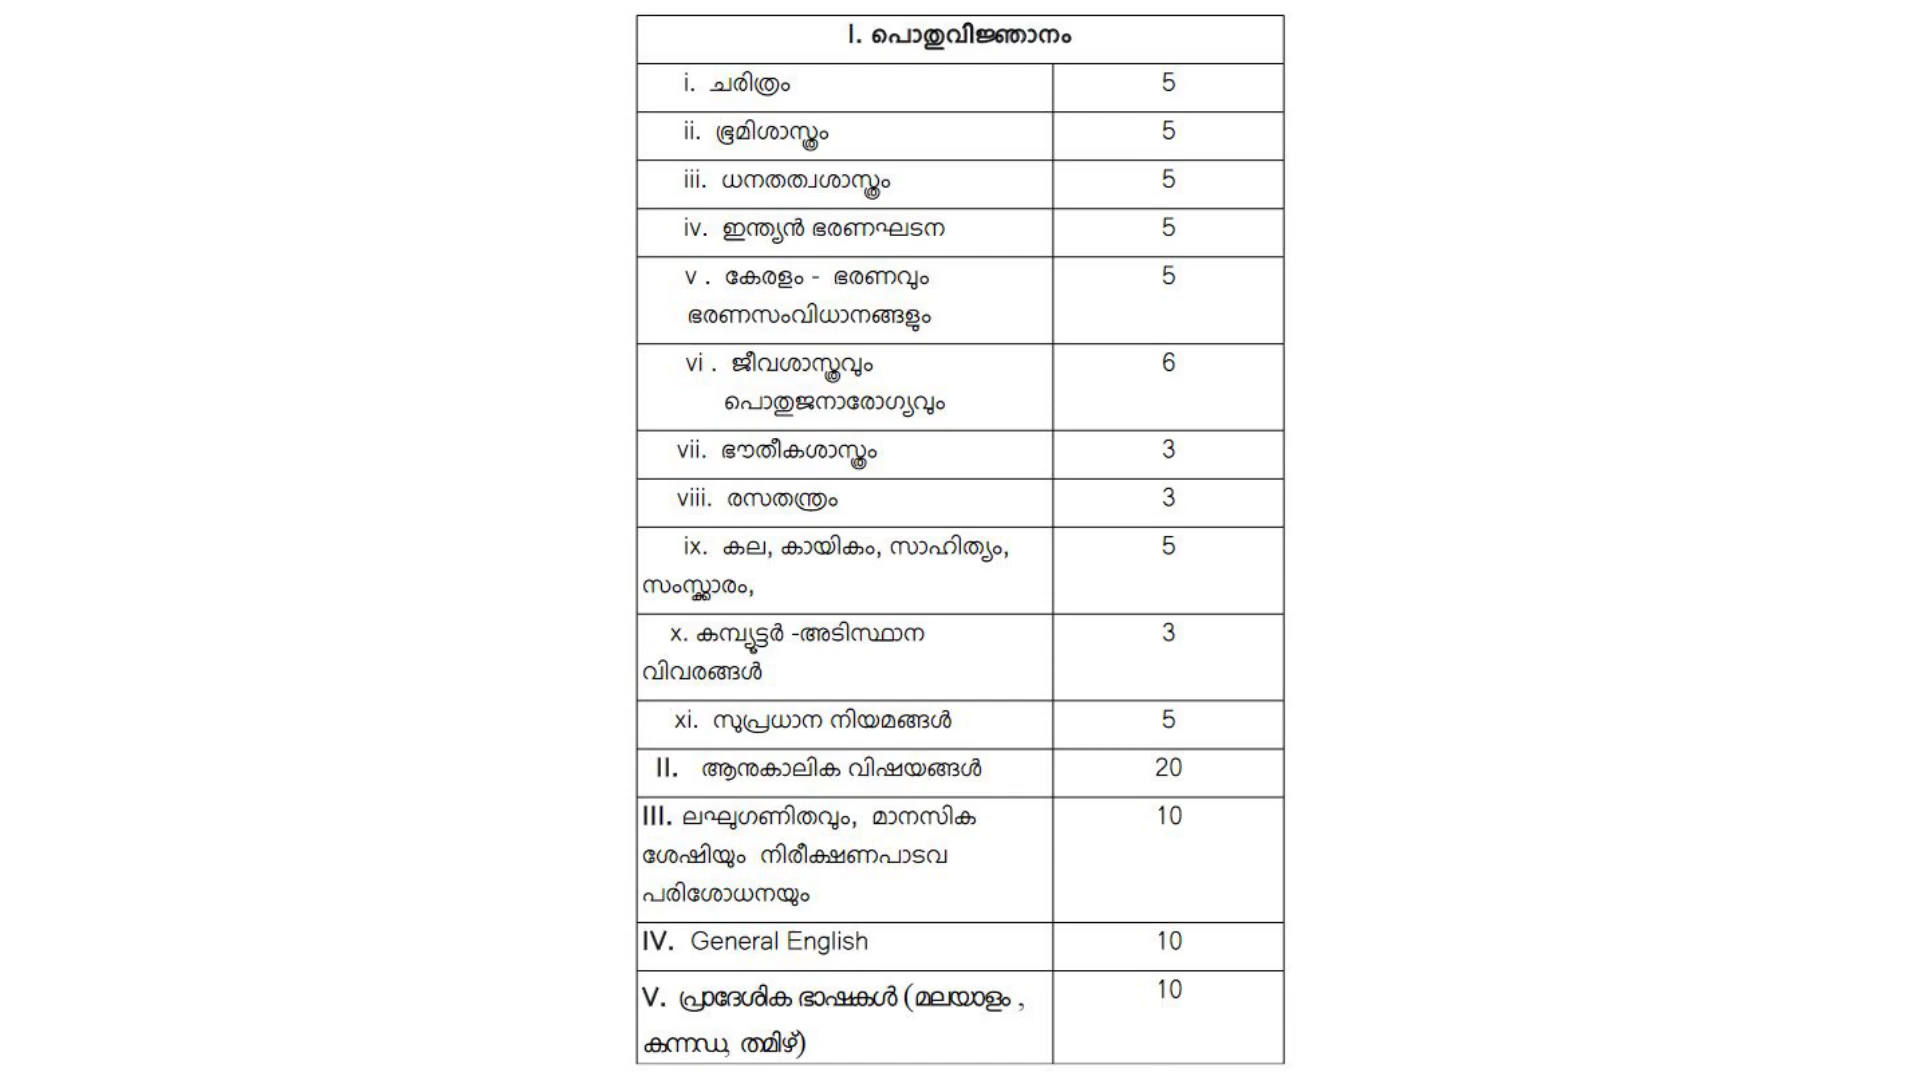 I. പൊതുവിജ്ഞാനം
i. ചരിത്രം 5
ii. ഭൂമിശാസ്ത്രം 5
iii. ധനതത്വശാസ്ത്രം 5
iv. ഇന്ത്യൻ ഭരണഘടന 5
v . കേരളം - ഭരണവും 5
ഭരണസംവിധാനങ്ങളും
vi . ജീവശാസ്ത്രവും 6
പൊതുജനാരോഗ്യവും
vii. ഭൗതീകശാസ്ത്രം 3
viii. രസതന്ത്രം 3
ix. കല, കായികം, സാഹിത്യം, 5
സംസ്ക്കാരം,
x. കമ്പ്യൂട്ടർ -അടിസ്ഥാന 3
വിവരങ്ങൾ
xi. സുപ്രധാന നിയമങ്ങൾ 5
II. ആനുകാലിക വിഷയങ്ങൾ 20
III. ലഘുഗണിതവും, മാനസിക 10
ശേഷിയും നിരീക്ഷണപാടവ
പരിശോധനയും
IV. General English 10
V. പ്രാദേശിക ഭാഷകൾ (മലയാളം , 10
കന്നഡ, തമിഴ്)